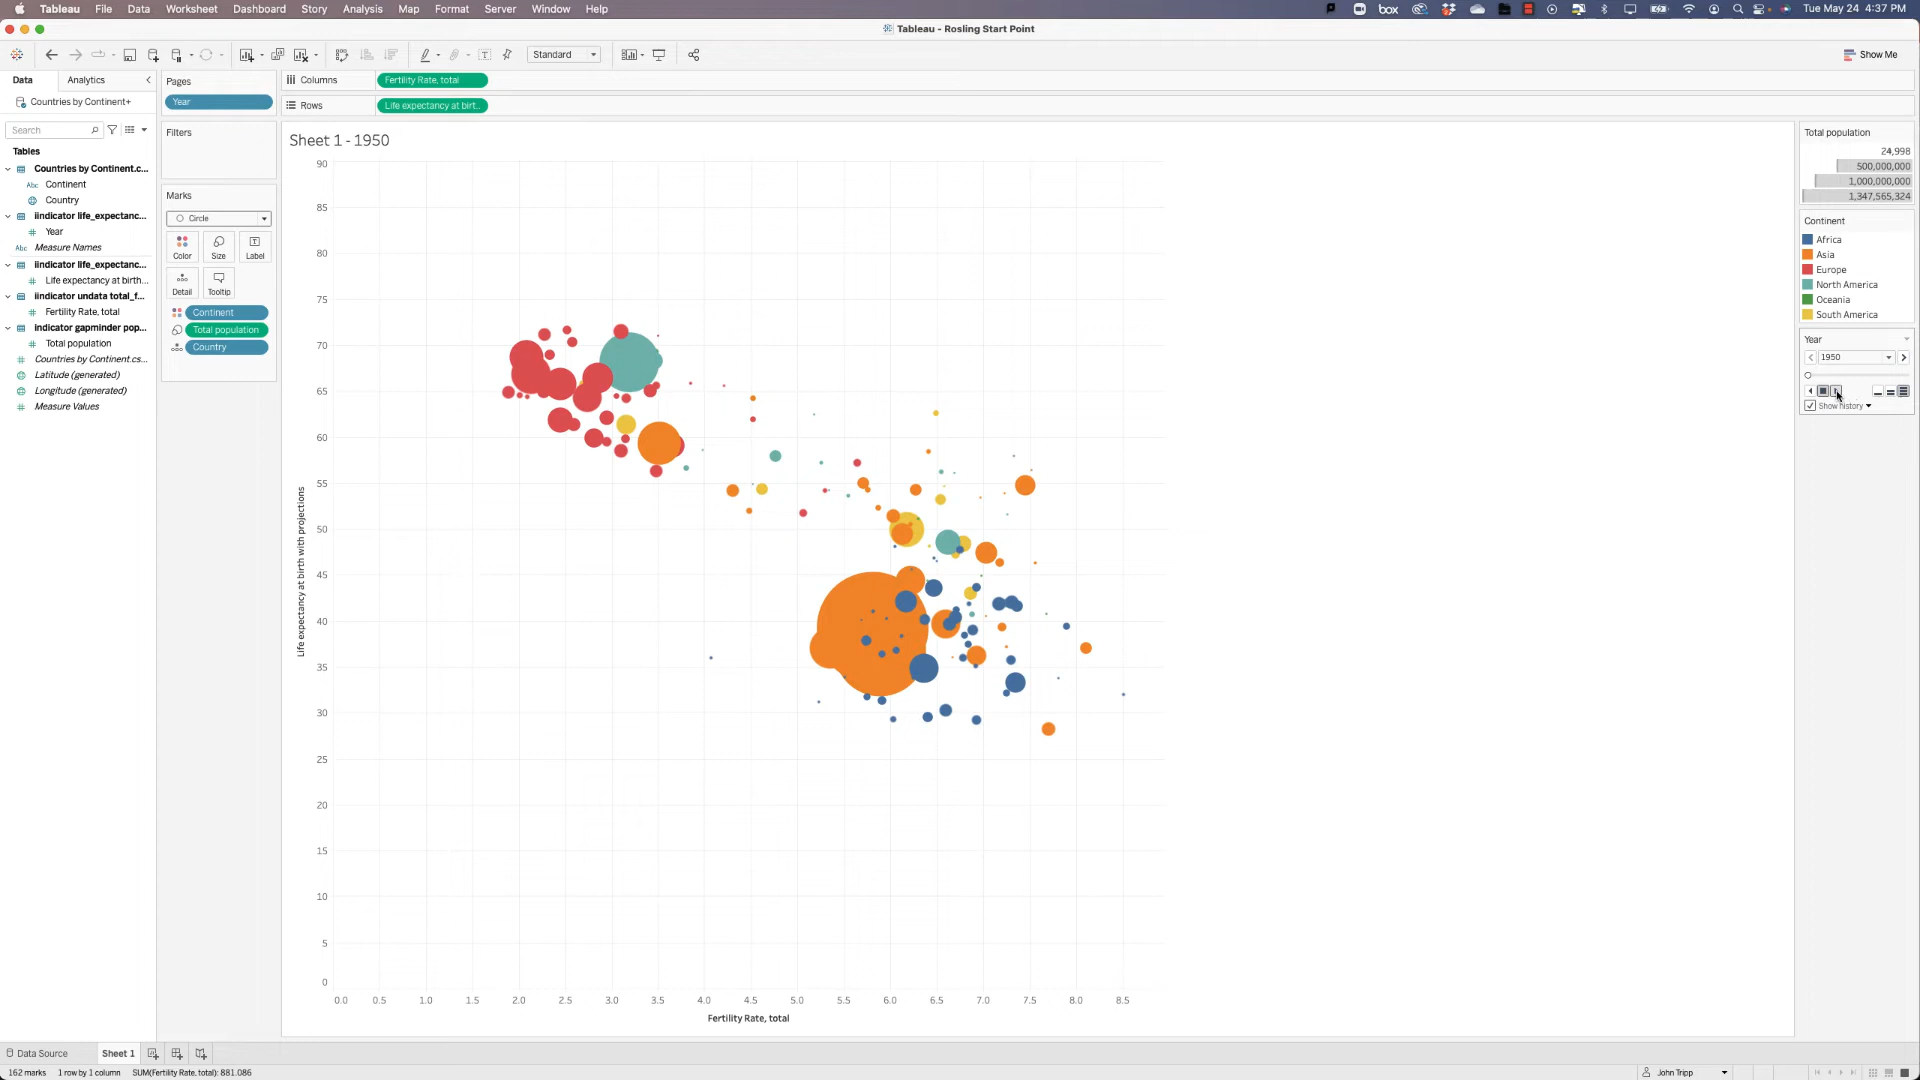 Tableau File Data Worksheet Dashboard Story Analysis Map Format Server Window Help
box
Tue May 24 4:37 PM
Tableau - Rosling Start Point
Standard
Show Me
Data Analytics
Countries by Continent+
Search
Tables
Countries by Continent.c...
Abc Continent
Country
iindicator life_expectanc...
Year
Abc Measure Names
iindicator life_expectanc...
Life expectancy at birth...
iindicator undata total_f...
Fertility Rate, total
indicator gapminder pop...
Total population
Countries by Continent.cs...
Latitude (generated)
Longitude (generated)
Measure Values
Pages
Year
Filters
Marks
Circle
Color Size Label
Detail Tooltip
Continent
Total population
Country
Columns Fertility Rate, total
Rows Life expectancy at birt..
Sheet 1 - 1950
90
85
80
75
70
65
60
55
50
45
40
35
30
25
20
15
10
5
0
Life expectancy at birth with projections
0.0 0.5 1.0 1.5 2.0 2.5 3.0 3.5 4.0 4.5 5.0 5.5 6.0 6.5 7.0 7.5 8.0 8.5
Fertility Rate, total
Total population
24,998
500,000,000
1,000,000,000
1,347,565,324
Continent
Africa
Asia
Europe
North America
Oceania
South America
Year
1950
Show history
Data Source Sheet 1
162 marks 1 row by 1 column SUM(Fertility Rate, total): 881.086
John Tripp